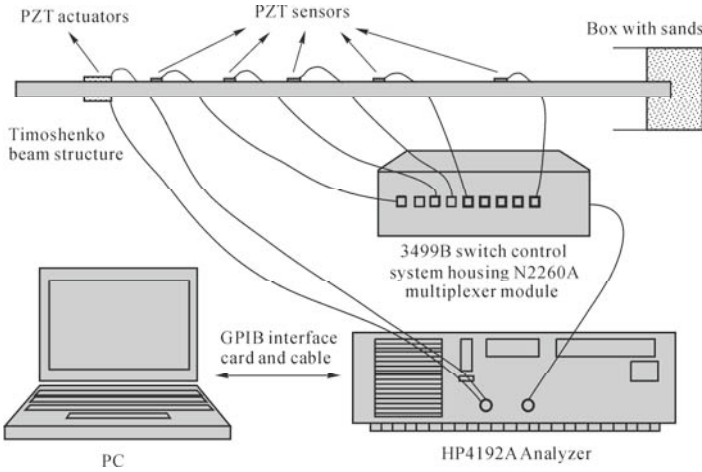 PZT actuators
PZT sensors
Box with sands
Timoshenko
beam structure
3499B switch control
system housing N2260A
multiplexer module
GPIB interface
card and cable
PC
HP4192A Analyzer